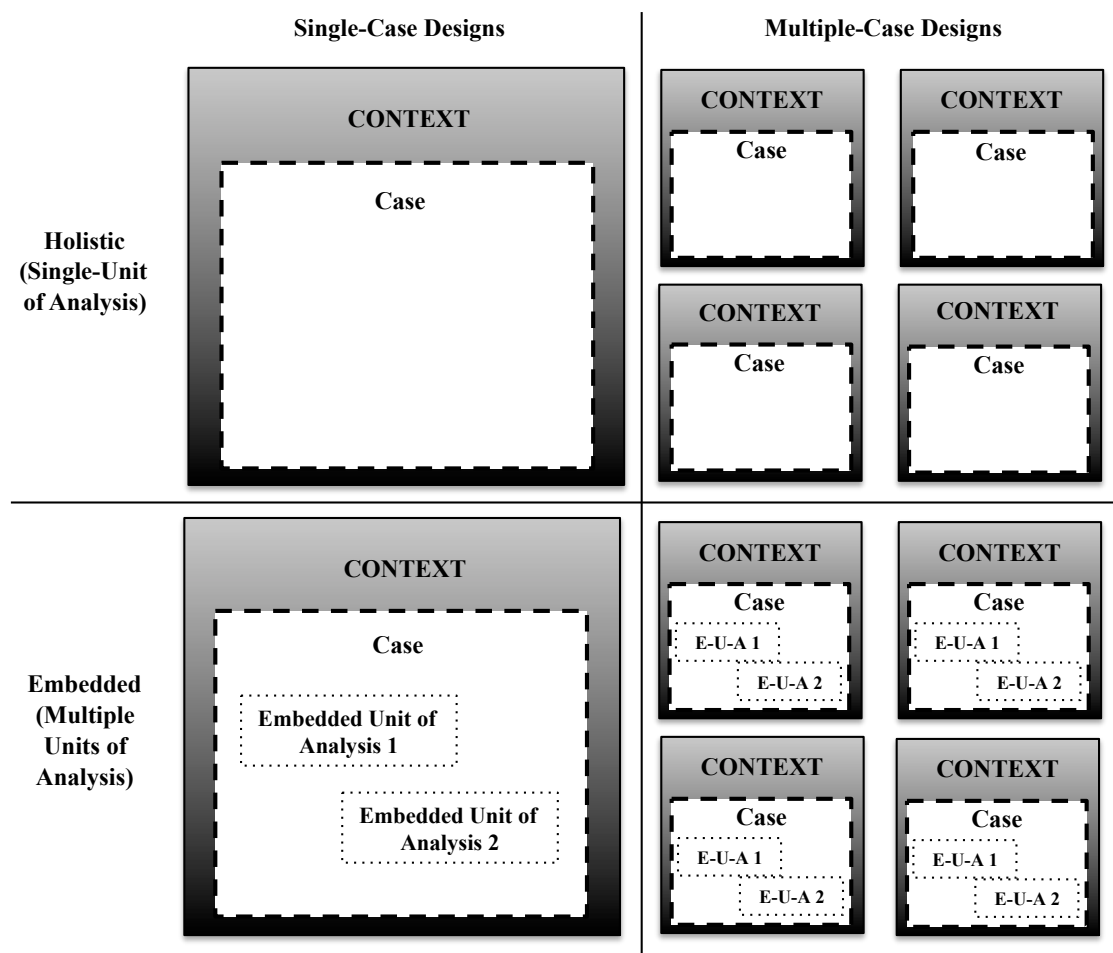 Single-Case Designs
Multiple-Case Designs
Holistic
(Single-Unit
of Analysis)
CONTEXT
Case
CONTEXT
Case
CONTEXT
Case
CONTEXT
Case
CONTEXT
Case
Embedded
(Multiple
Units of
Analysis)
CONTEXT
Case
Embedded Unit of
Analysis 1
Embedded Unit of
Analysis 2
CONTEXT
Case
E-U-A 1
E-U-A 2
CONTEXT
Case
E-U-A 1
E-U-A 2
CONTEXT
Case
E-U-A 1
E-U-A 2
CONTEXT
Case
E-U-A 1
E-U-A 2